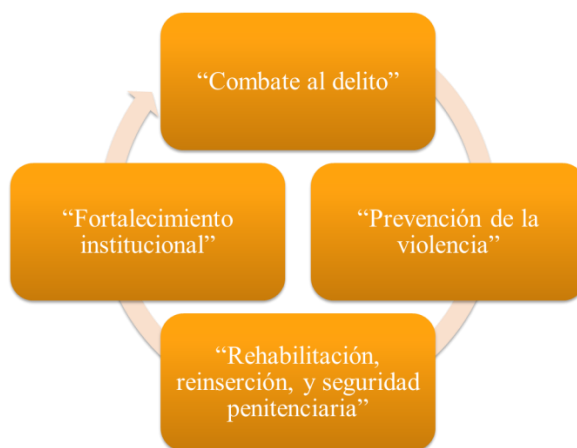 “Combate al delito”
“Fortalecimiento
institucional”
“Prevención de la
violencia”
“Rehabilitación,
reinserción, y seguridad
penitenciaria”